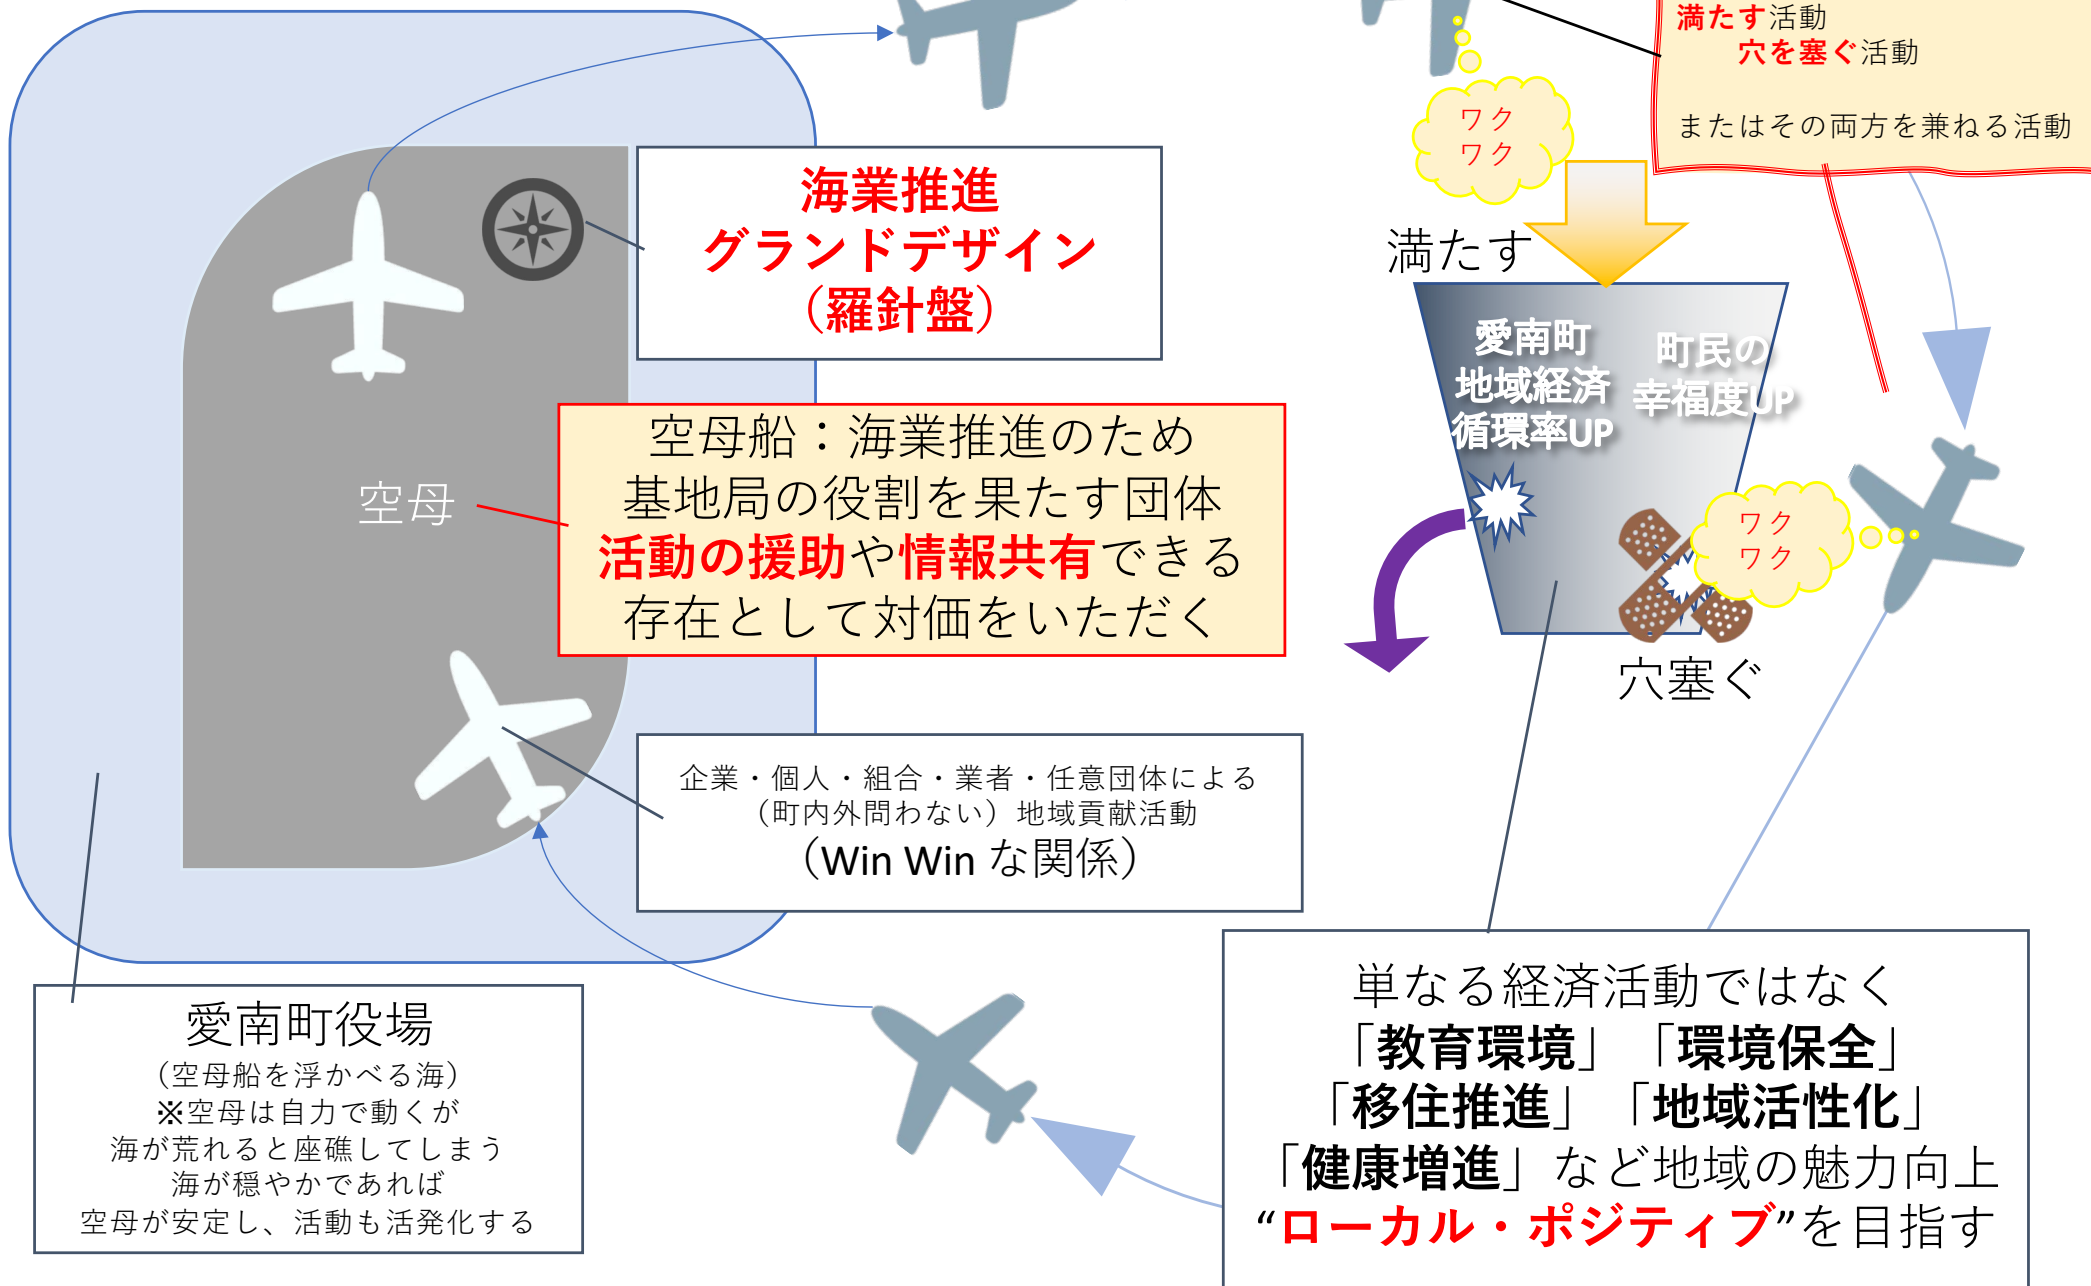 満たす活動
穴を塞ぐ活動
またはその両方を兼ねる活動
ワク
ワク
海業推進
グランドデザイン
（羅針盤）
満たす
愛南町
地域経済
循環率UP
町民の
幸福度UP
空母船：海業推進のため
基地局の役割を果たす団体
活動の援助や情報共有できる
存在として対価をいただく
空母
ワク
ワク
穴塞ぐ
企業・個人・組合・業者・任意団体による
（町内外問わない）地域貢献活動
（Win Win な関係）
愛南町役場
（空母船を浮かべる海）
※空母は自力で動くが
海が荒れると座礁してしまう
海が穏やかであれば
空母が安定し、活動も活発化する
単なる経済活動ではなく
「教育環境」「環境保全」
「移住推進」「地域活性化」
「健康増進」など地域の魅力向上
“ローカル・ポジティブ”を目指す